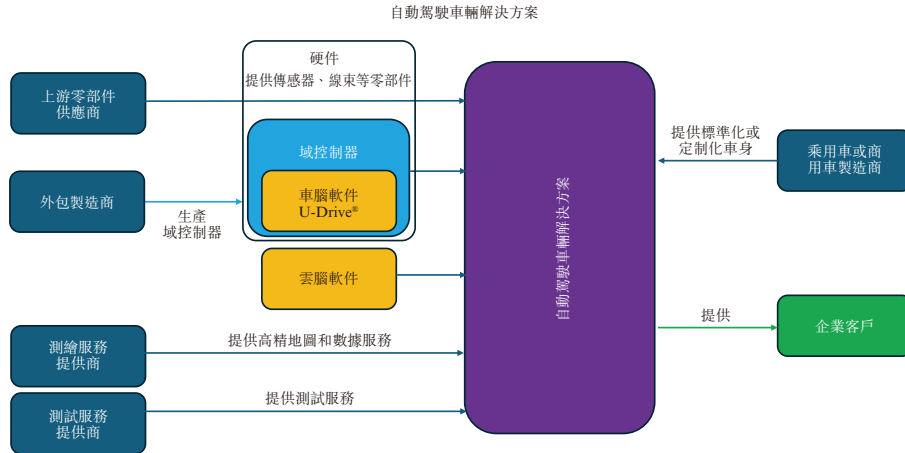 自動駕駛車輛解決方案
硬件
提供傳感器、線束等零部件
上游零部件
供應商
域控制器
車腦軟件
U-Drive®
外包製造商
生產
域控制器
雲腦軟件
測繪服務
提供商
提供高精地圖和數據服務
測試服務
提供商
提供測試服務
自動駕駛車輛解決方案
提供標準化或
定制化車身
乘用車或商
用車製造商
提供
企業客戶